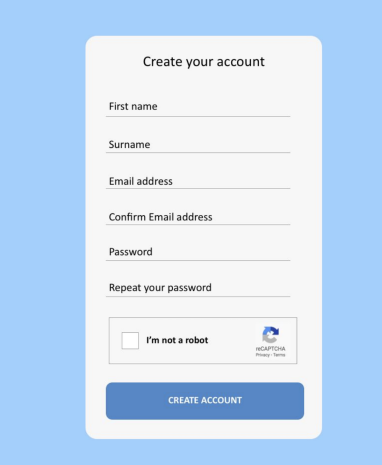 Create your account
First name
Surname
Email address
Confirm Email address
Password
Repeat your password
I'm not a robot
reCAPTCHA
Privacy - Terms
CREATE ACCOUNT